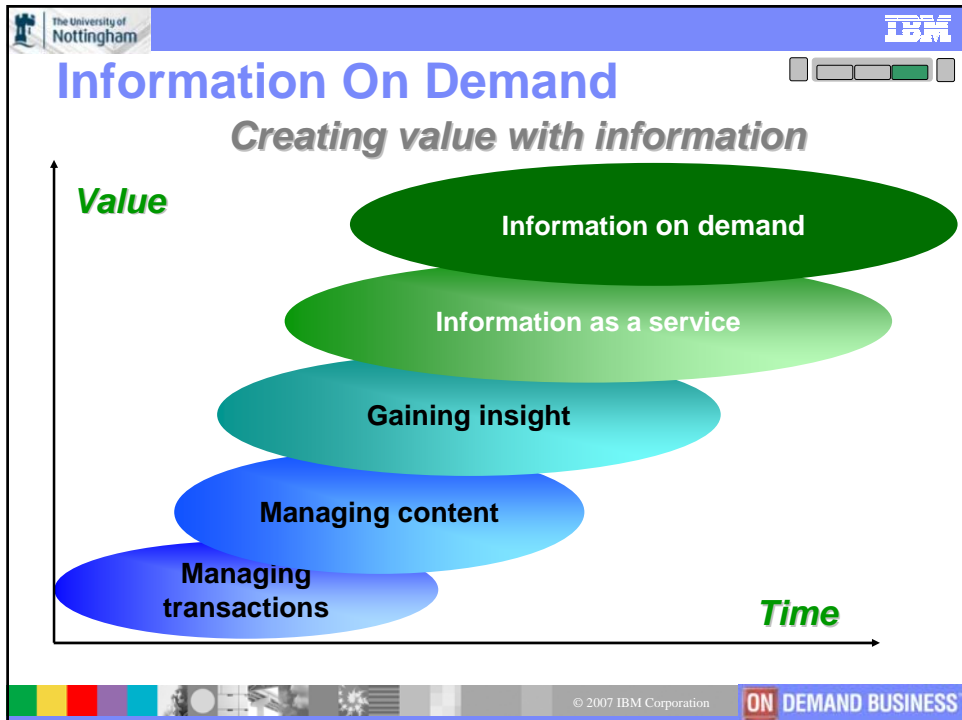 The University of
Nottingham
IBM
Information On Demand
Creating value with information
Value
Information on demand
Information as a service
Gaining insight
Managing content
Managing
transactions
Time
© 2007 IBM Corporation
ON DEMAND BUSINESS